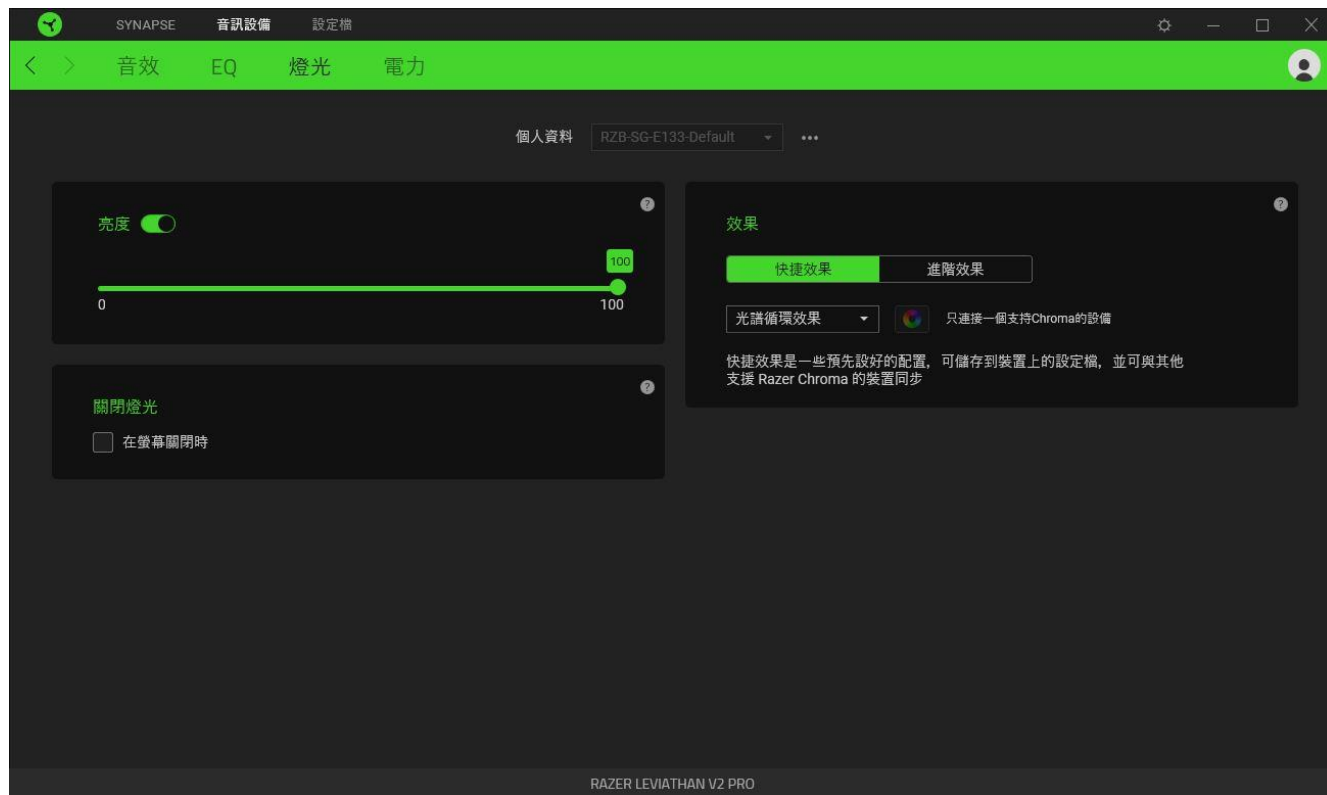 SYNAPSE 音訊設備 設定檔
音效 EQ 燈光 電力
個人資料 RZB-SG-E133-Default
亮度
100
0 100
關閉燈光
在螢幕關閉時
效果
快捷效果 進階效果
光譜循環效果 只連接一個支持Chroma的設備
快捷效果是一些預先設好的配置，可儲存到裝置上的設定檔，並可與其他
支援 Razer Chroma 的裝置同步
RAZER LEVIATHAN V2 PRO